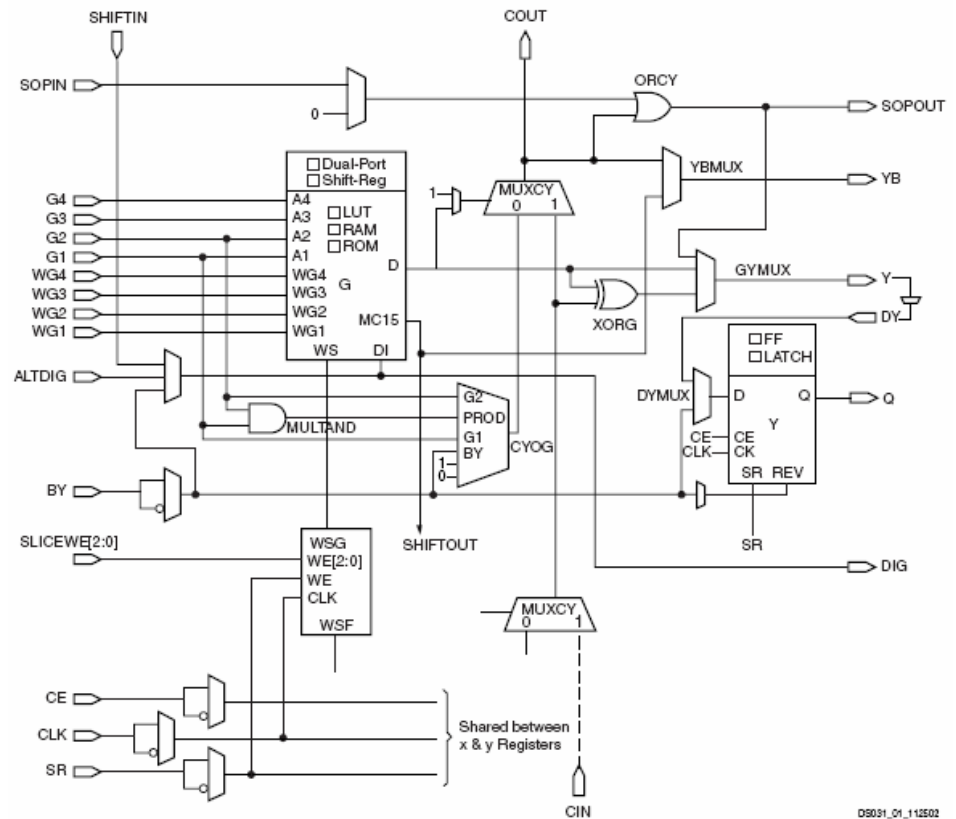 SHIFTIN
COUT
ORCY
SOPIN
SOPOUT
0
Dual-Port
Shift-Reg
YBMUX
YB
MUXCY
1
0 1
G4
A4
G3
A3
LUT
G2
A2
RAM
G1
A1
ROM
D
WG4
WG4
G
GYMUX
Y
WG3
WG3
WG2
WG2
MC15
XORG
DY
WG1
WG1
WS
DI
FF
LATCH
ALTDIG
G2
DYMUX
D
Q
Q
PROD
MULTAND
G1
CYOG
Y
BY
CE
CE
1
CLK
CK
0
BY
SR REV
SHIFTOUT
SR
SLICEWE[2:0]
WSG
WE[2:0]
DIG
WE
CLK
MUXCY
0 1
WSF
CE
CLK
Shared between
x & y Registers
SR
CIN
DS031_01_112502